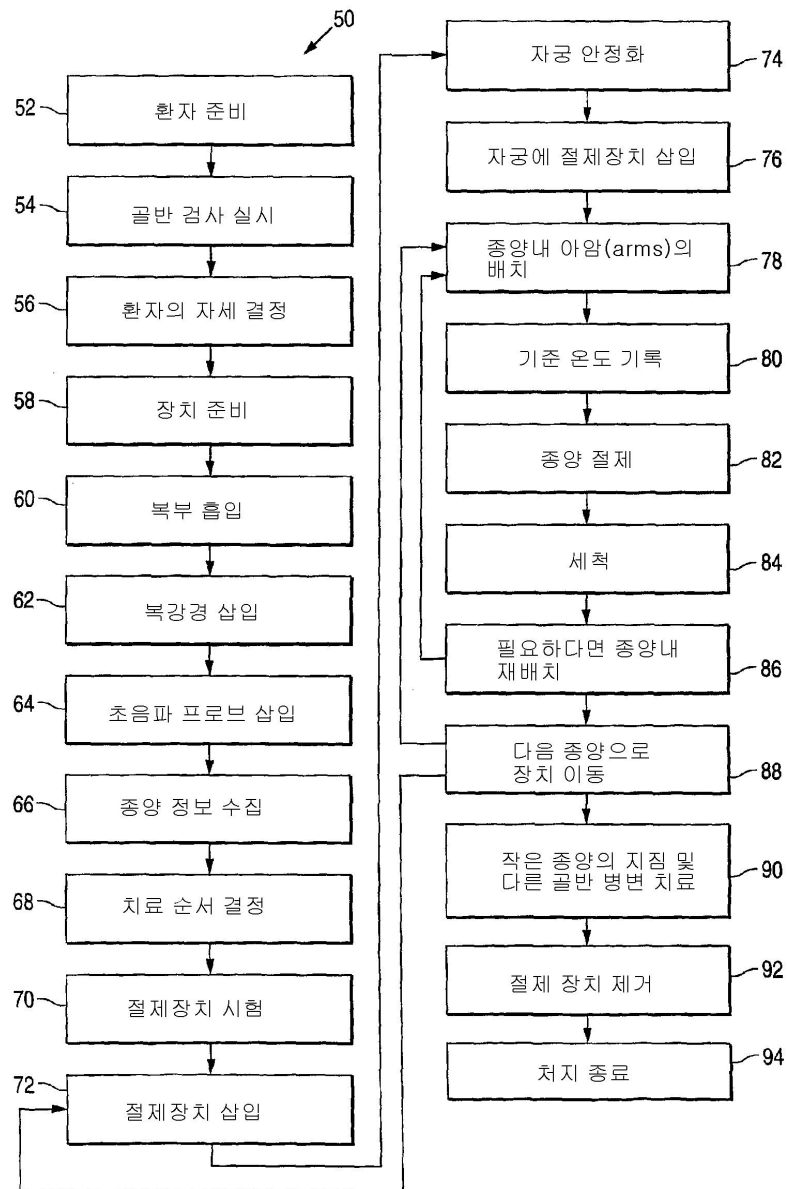 50
52
환자 준비
54
골반 검사 실시
56
환자의 자세 결정
58
장치 준비
60
복부 흡입
62
복강경 삽입
64
초음파 프로브 삽입
66
종양 정보 수집
68
치료 순서 결정
70
절제장치 시험
72
절제장치 삽입
자궁 안정화
74
자궁에 절제장치 삽입
76
종양내 아암(arms)의
배치
78
기준 온도 기록
80
종양 절제
82
세척
84
필요하다면 종양내
재배치
86
다음 종양으로
장치 이동
88
작은 종양의 지짐 및
다른 골반 병변 치료
90
절제 장치 제거
92
처지 종료
94